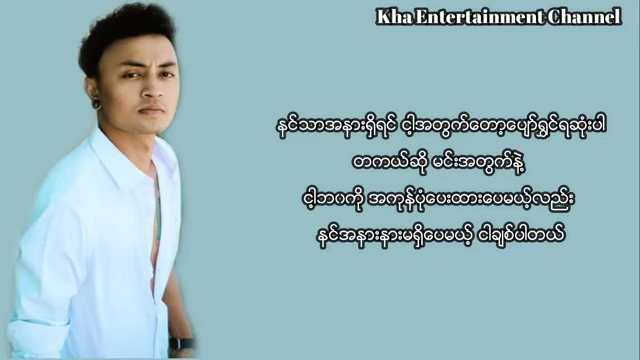 Kha Entertainment Channel
နင်သာအနားရှိရင် ငါ့အတွက်တော့ပျော်ရွှင်ရဆုံးပါ
တကယ်ဆို မင်းအတွက်နဲ့
ငါ့ဘဝကို အကုန်ပုံပေးထားပေမယ့်လည်း
နင်အနားနားမရှိပေမယ့် ငါချစ်ပါတယ်